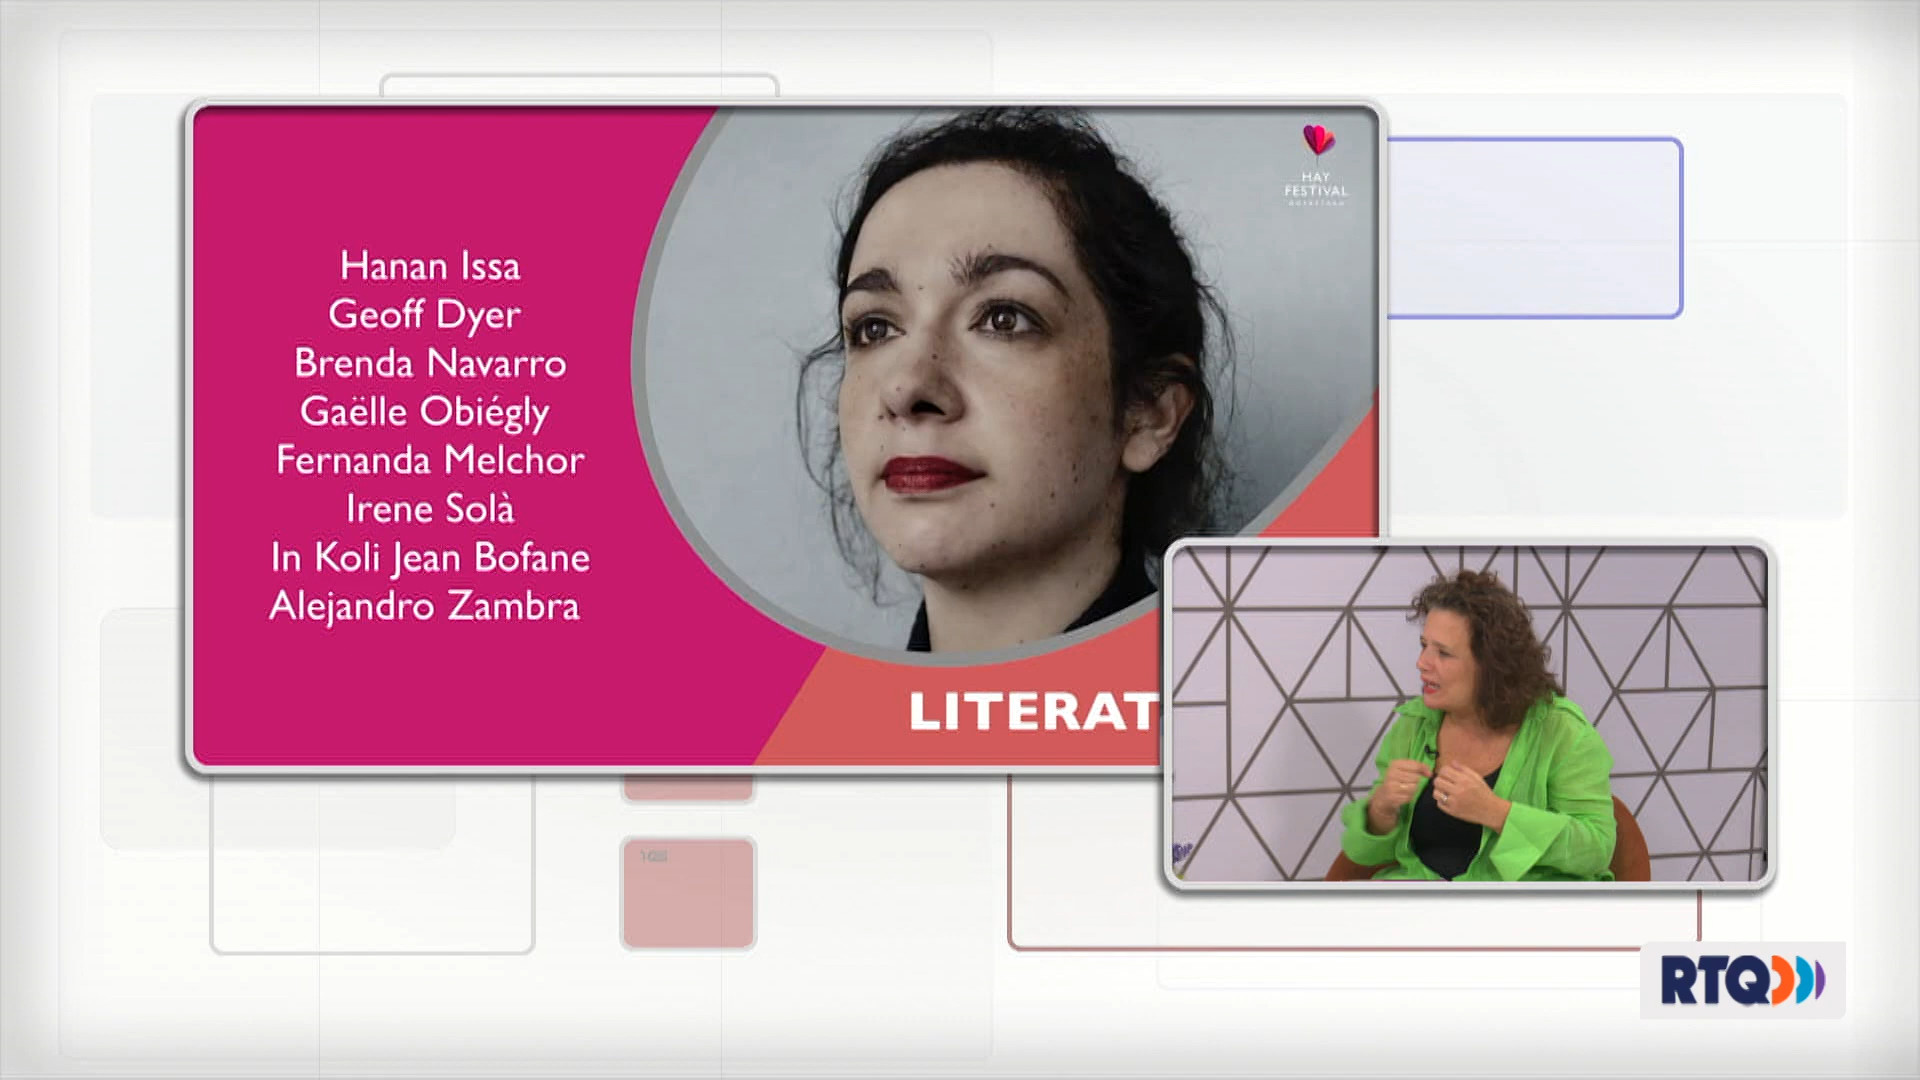 HAY
FESTIVAL
QUERÉTARO
Hanan Issa
Geoff Dyer
Brenda Navarro
Gaëlle Obiégly
Fernanda Melchor
Irene Solà
In Koli Jean Bofane
Alejandro Zambra
LITERAT
RTQ